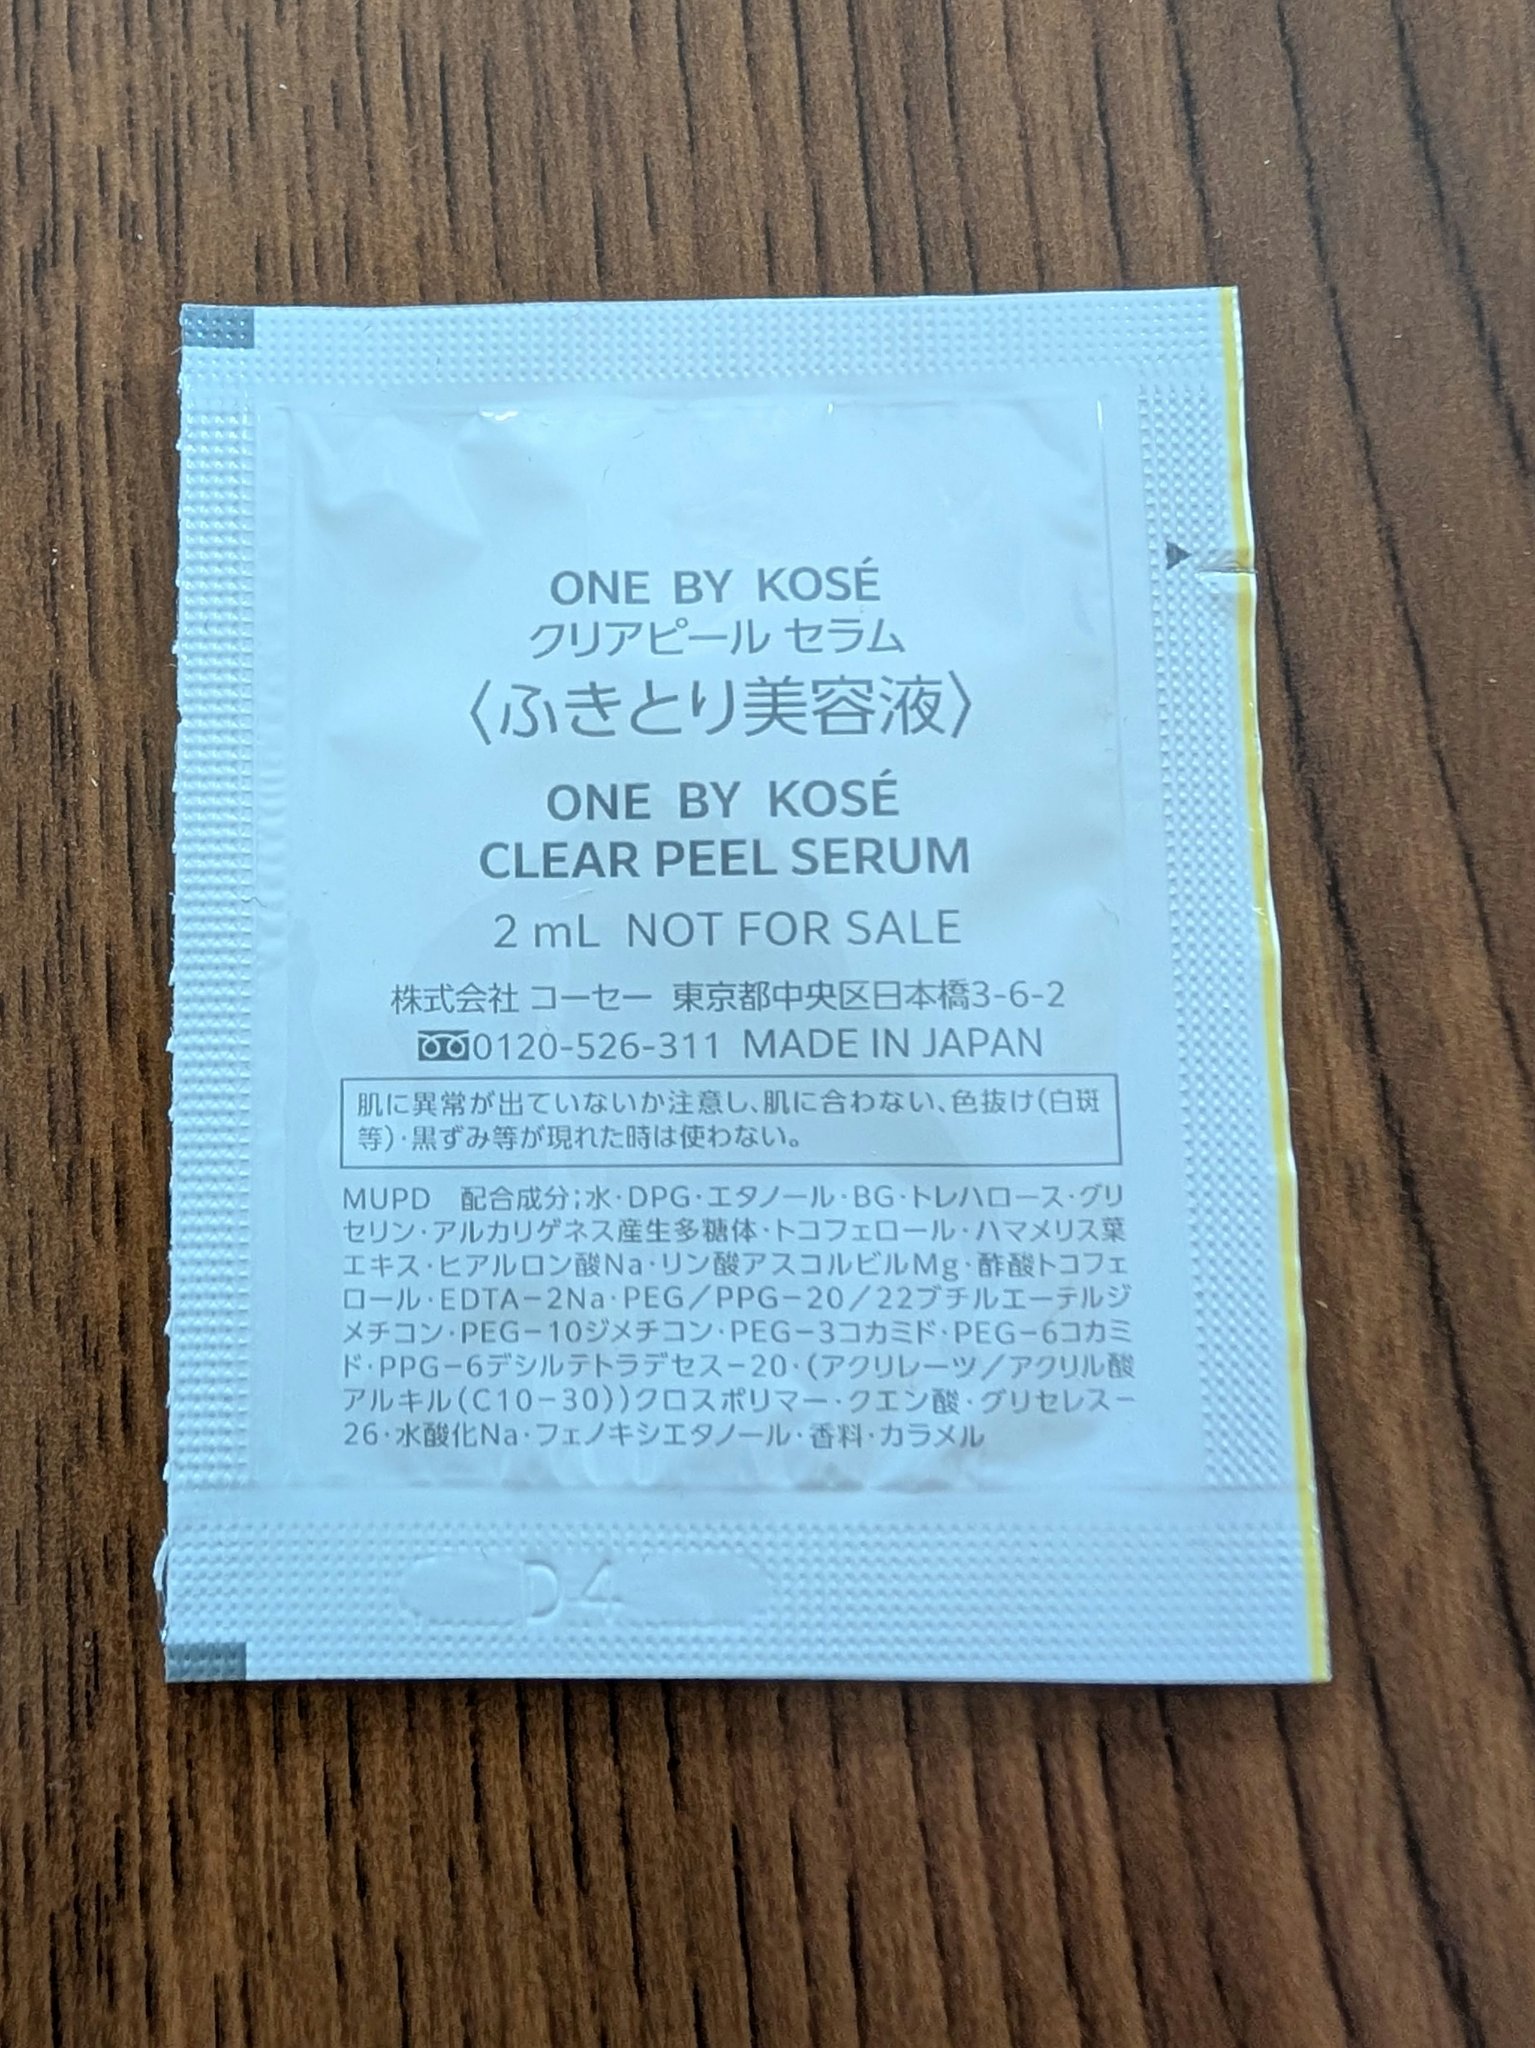 ONE BY KOSÉ
クリアピール セラム
〈ふきとり美容液〉
ONE BY KOSÉ
CLEAR PEEL SERUM
2 mL NOT FOR SALE
株式会社 コーセー 東京都中央区日本橋3-6-2
0120-526-311 MADE IN JAPAN
肌に異常が出ていないか注意し、肌に合わない、色抜け(白斑
等)・黒ずみ等が現れた時は使わない。
MUPD 配合成分;水・DPG・エタノール・BG・トレハロース・グリ
セリン・アルカリゲネス産生多糖体・トコフェロール・ハマメリス葉
エキス・ヒアルロン酸Na・リン酸アスコルビルMg・酢酸トコフェ
ロール・EDTA－2Na・PEG／PPG－20／22ブチルエーテルジ
メチコン・PEG－10ジメチコン・PEG－3コカミド・PEG－6コカミ
ド・PPG－6デシルテトラデセス－20・(アクリレーツ／アクリル酸
アルキル(C10－30))クロスポリマー・クエン酸・グリセレス－
26・水酸化Na・フェノキシエタノール・香料・カラメル
D4